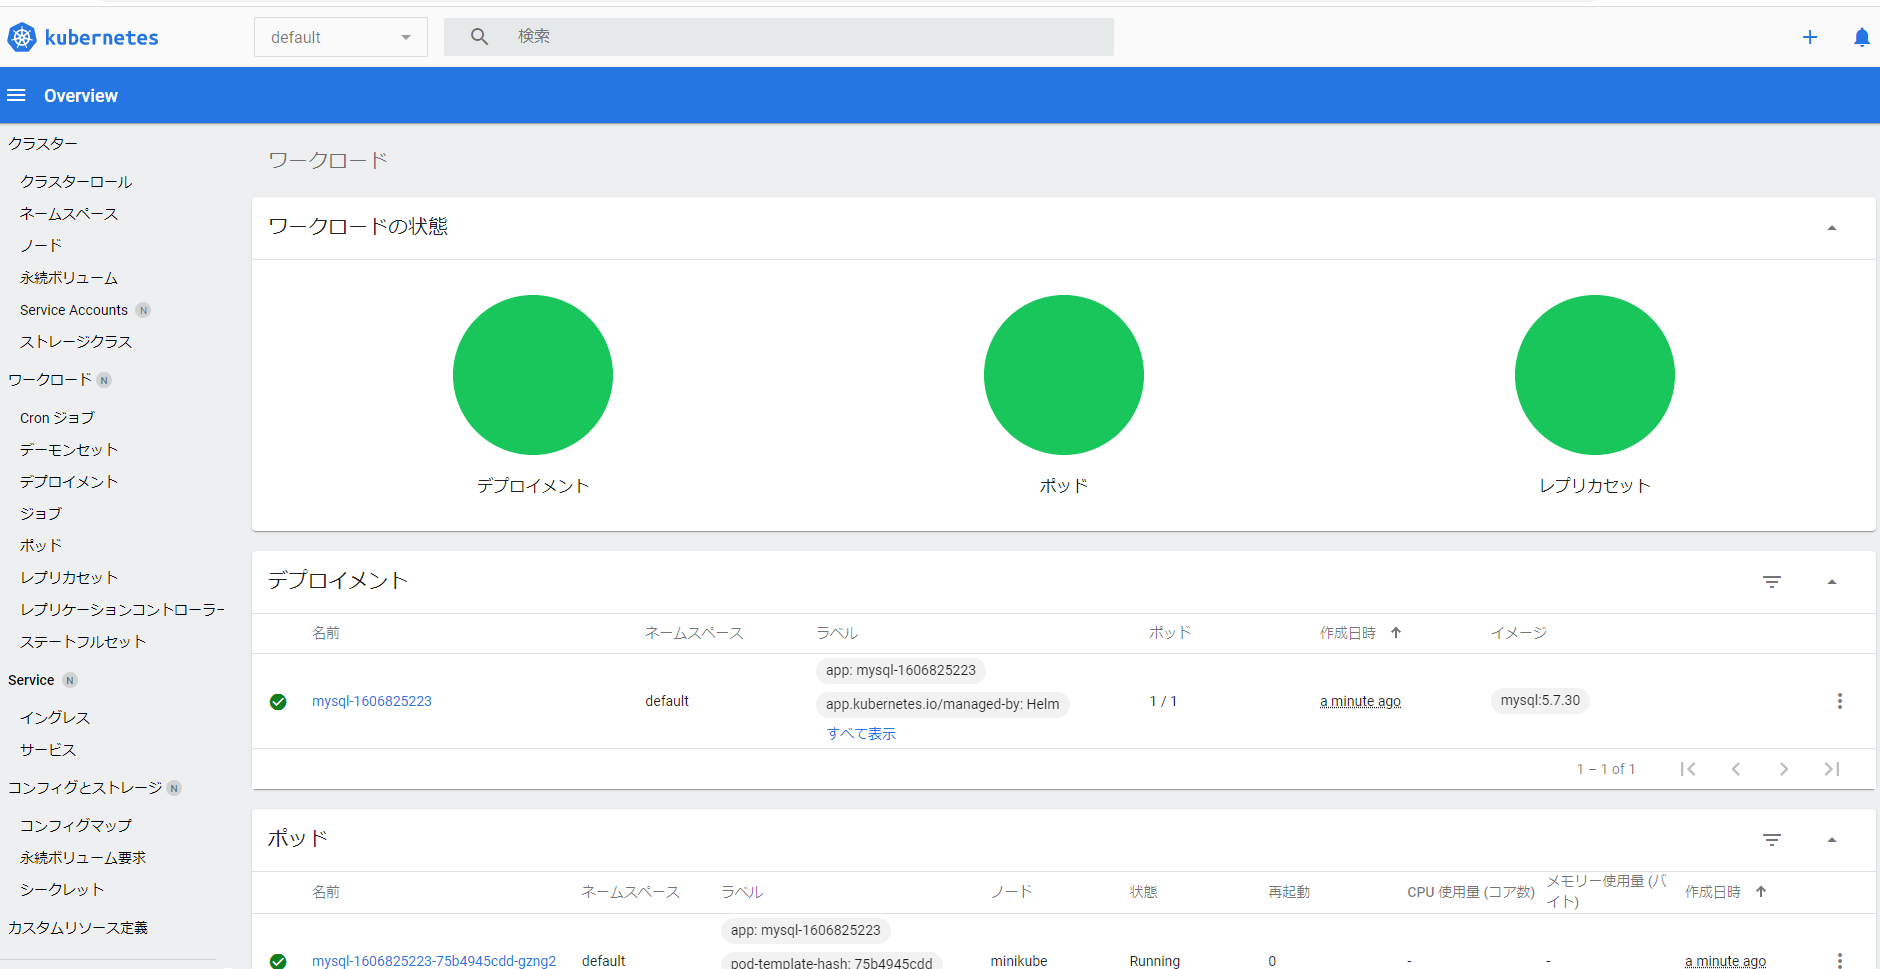 kubernetes
default
検索
Overview
クラスター
クラスターロール
ネームスペース
ノード
永続ボリューム
Service Accounts N
ストレージクラス
ワークロード N
Cron ジョブ
デーモンセット
デプロイメント
ジョブ
ポッド
レプリカセット
レプリケーションコントローラー
ステートフルセット
Service N
イングレス
サービス
コンフィグとストレージ N
コンフィグマップ
永続ボリューム要求
シークレット
カスタムリソース定義
ワークロード
ワークロードの状態
デプロイメント
ポッド
レプリカセット
デプロイメント
名前 ネームスペース ラベル ポッド 作成日時 イメージ
app: mysql-1606825223
mysql-1606825223 default app.kubernetes.io/managed-by: Helm 1 / 1 a minute ago mysql:5.7.30
すべて表示
1 – 1 of 1
ポッド
名前 ネームスペース ラベル ノード 状態 再起動 CPU 使用量 (コア数) メモリー使用量 (バ
イト) 作成日時
app: mysql-1606825223
mysql-1606825223-75b4945cdd-gzng2 default pod-template-hash: 75b4945cdd minikube Running 0 - - a minute ago